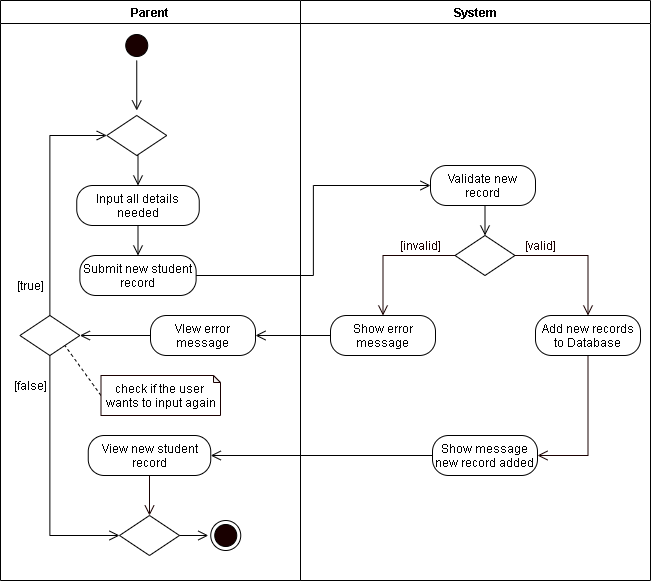 Parent
System
Input all details
needed
Validate new
record
Submit new student
record
[invalid]
[valid]
[true]
View error
message
Show error
message
Add new records
to Database
[false]
check if the user
wants to input again
View new student
record
Show message
new record added